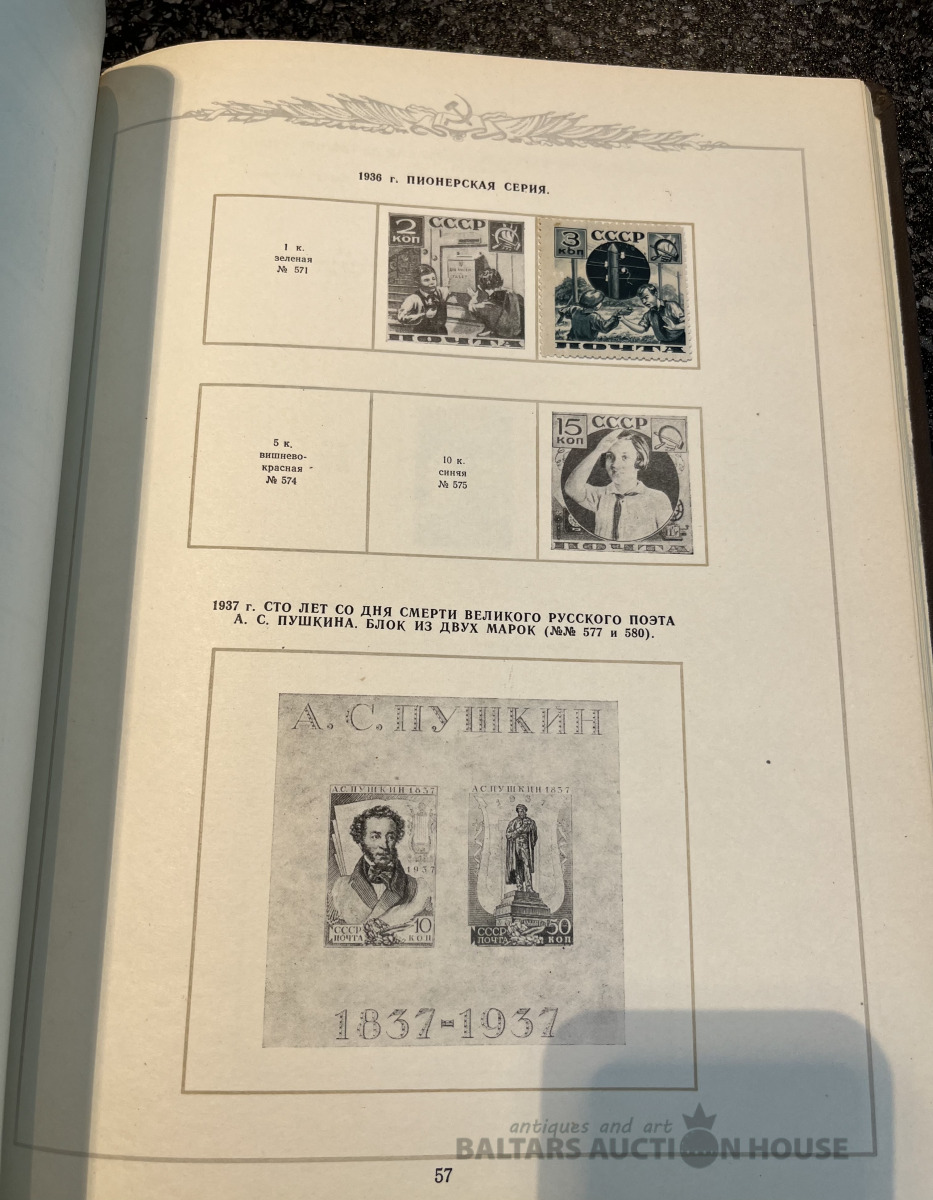 1936 г. ПИОНЕРСКАЯ СЕРИЯ.
1 к.
зеленая
№ 571
2
КОП
СССР
ПОЧТА
3
КОП
СССР
ПОЧТА
5 к.
вишнево-
красная
№ 574
10 к.
синяя
№ 575
15
КОП
СССР
ПОЧТА
1937 г. СТО ЛЕТ СО ДНЯ СМЕРТИ ВЕЛИКОГО РУССКОГО ПОЭТА
А. С. ПУШКИНА. БЛОК ИЗ ДВУХ МАРОК (№№ 577 и 580).
А. С. ПУШКИН
А С ПУШКИН 1837
1937
СССР
ПОЧТА
10
КОП
А С ПУШКИН 1837
1937
СССР
ПОЧТА
50
КОП
1837-1937
antiques and art
BALTARS AUCTION HOUSE
57